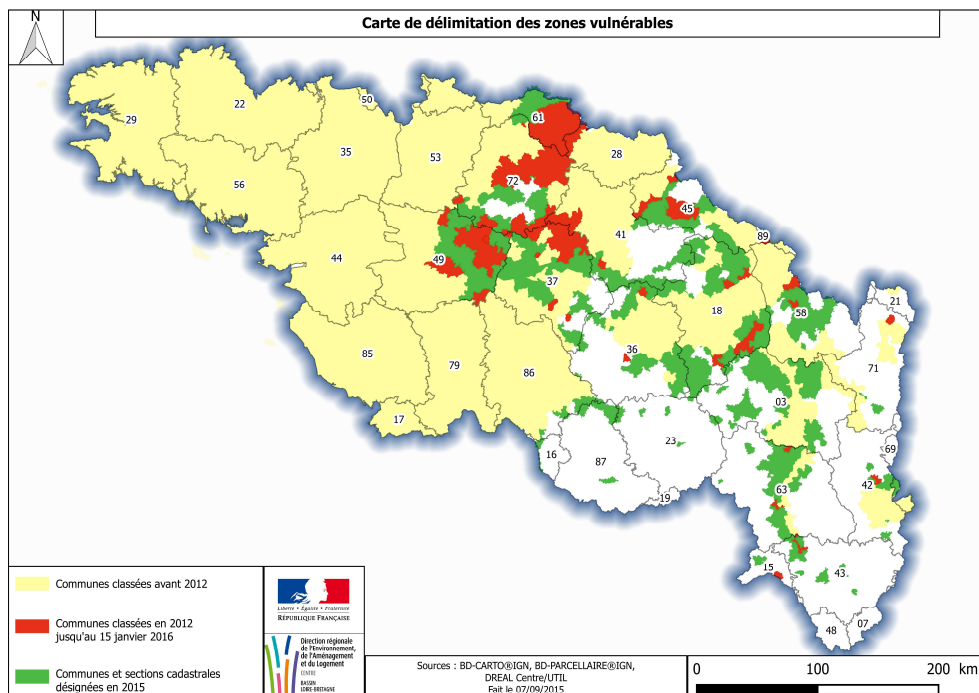 N
Carte de délimitation des zones vulnérables
50
61
22
29
35
53
28
72
56
45
41
89
44
49
37
21
18
58
85
79
86
36
71
03
17
23
69
16
87
42
63
19
15
43
48
07
Communes classées avant 2012
Communes classées en 2012
jusqu'au 15 janvier 2016
Communes et sections cadastrales
désignées en 2015
Liberté • Égalité • Fraternité
RÉPUBLIQUE FRANÇAISE
Direction régionale
de l'Environnement,
de l'Aménagement
et du Logement
CENTRE
BASSIN
LOIRE-BRETAGNE
Sources : BD-CARTO®IGN, BD-PARCELLAIRE®IGN,
DREAL Centre/UTIL
Fait le 07/09/2015
0 100 200 km